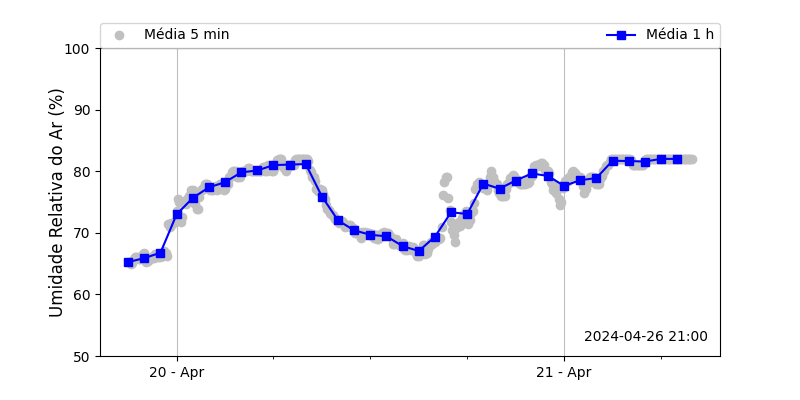 Média 5 min
Média 1 h
100
90
80
70
60
50
Umidade Relativa do Ar (%)
2024-04-26 21:00
20 - Apr
21 - Apr